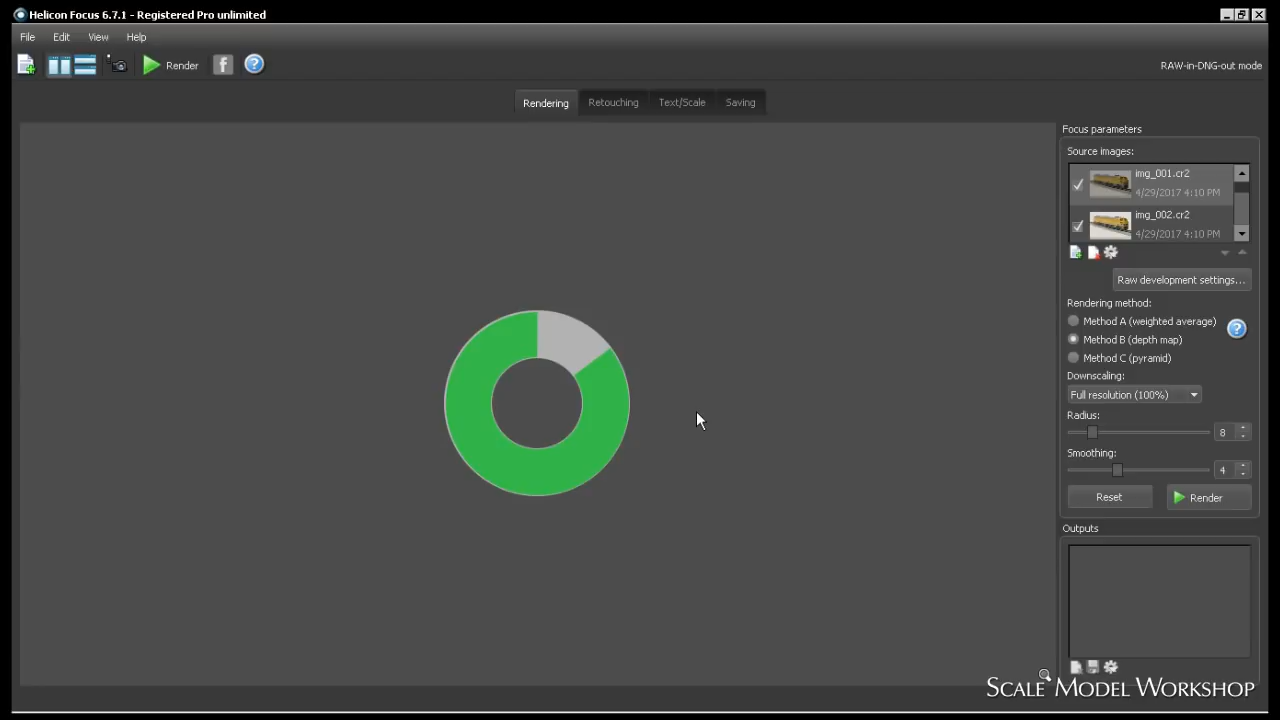 Helicon Focus 6.7.1 - Registered Pro unlimited
File Edit View Help
Render
RAW-in-DNG-out mode
Rendering Retouching Text/Scale Saving
Focus parameters
Source images:
img_001.cr2
4/29/2017 4:10 PM
img_002.cr2
4/29/2017 4:10 PM
Raw development settings...
Rendering method:
Method A (weighted average)
Method B (depth map)
Method C (pyramid)
Downscaling:
Full resolution (100%)
Radius:
8
Smoothing:
4
Reset Render
Outputs
SCALE MODEL WORKSHOP